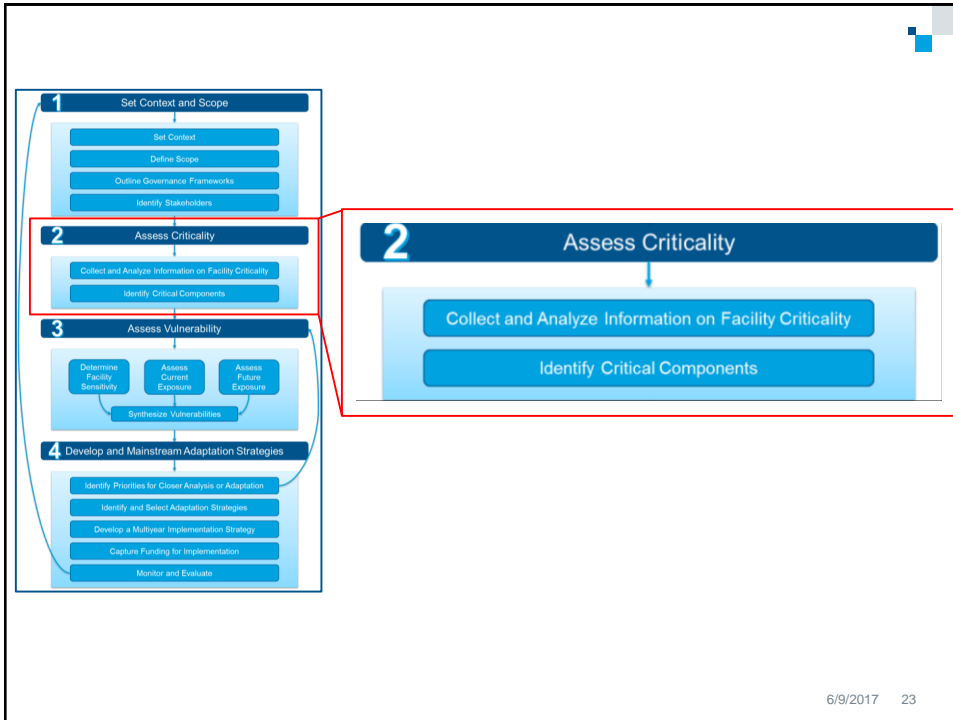 1 Set Context and Scope
Set Context
Define Scope
Outline Governance Frameworks
Identify Stakeholders
2 Assess Criticality
Collect and Analyze Information on Facility Criticality
Identify Critical Components
3 Assess Vulnerability
Determine
Facility
Sensitivity
Assess
Current
Exposure
Assess
Future
Exposure
Synthesize Vulnerabilities
4 Develop and Mainstream Adaptation Strategies
Identify Priorities for Closer Analysis or Adaptation
Identify and Select Adaptation Strategies
Develop a Multiyear Implementation Strategy
Capture Funding for Implementation
Monitor and Evaluate
2 Assess Criticality
Collect and Analyze Information on Facility Criticality
Identify Critical Components
6/9/2017 23